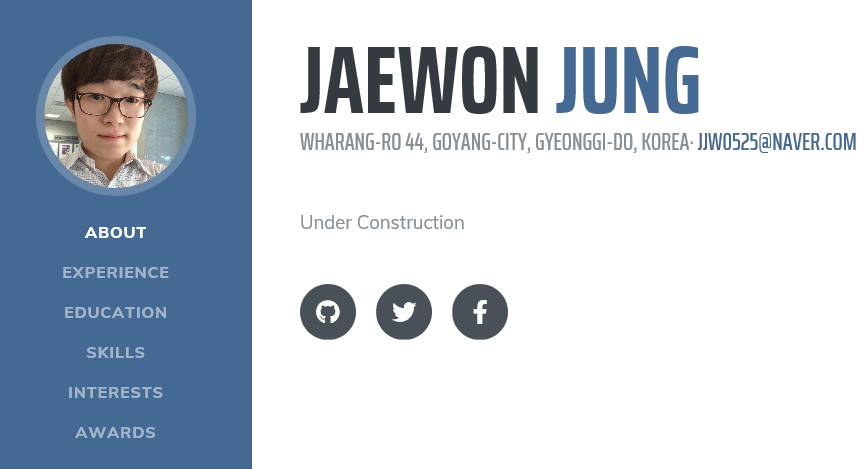 ABOUT
EXPERIENCE
EDUCATION
SKILLS
INTERESTS
AWARDS
JAEWON JUNG
WHARANG-RO 44, GOYANG-CITY, GYEONGGI-DO, KOREA· JJW0525@NAVER.COM
Under Construction